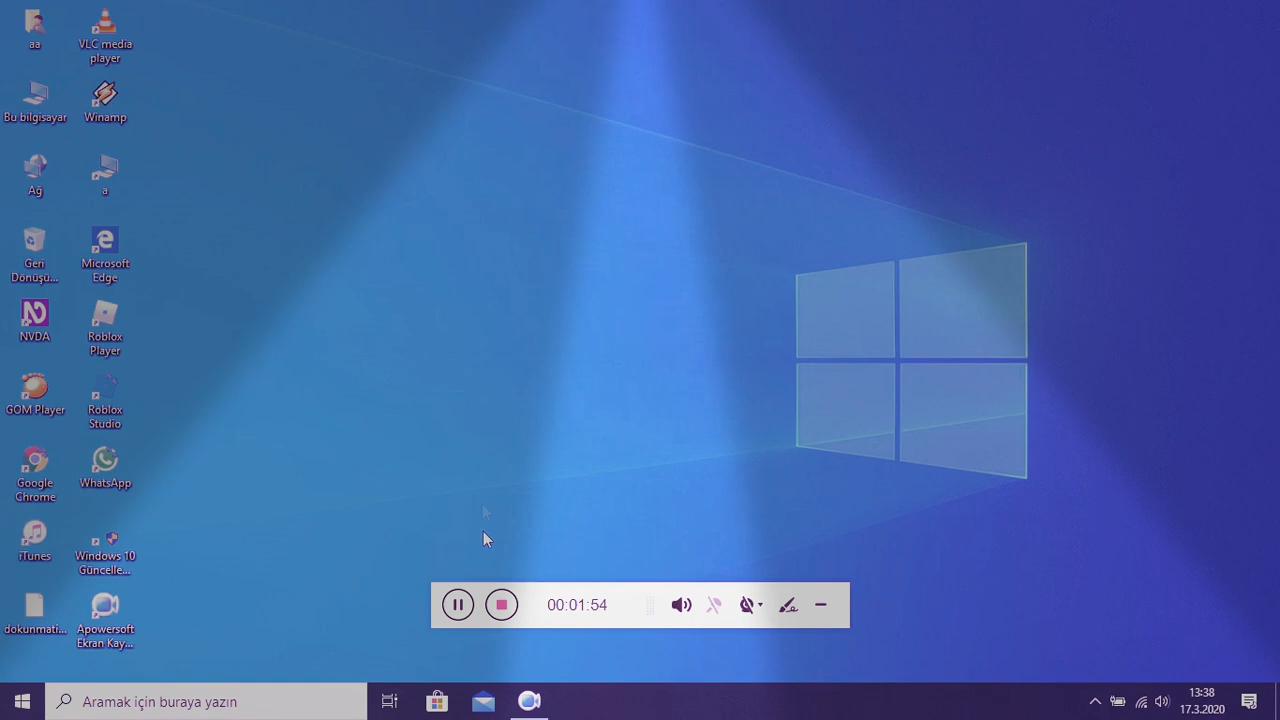 aa
VLC media
player
Bu bilgisayar
Winamp
Ağ
a
Geri
Dönüşü...
Microsoft
Edge
NVDA
Roblox
Player
GOM Player
Roblox
Studio
Google
Chrome
WhatsApp
iTunes
Windows 10
Güncelle...
dokunmati...
Apowersoft
Ekran Kay...
00:01:54
Aramak için buraya yazın
13:38
17.3.2020